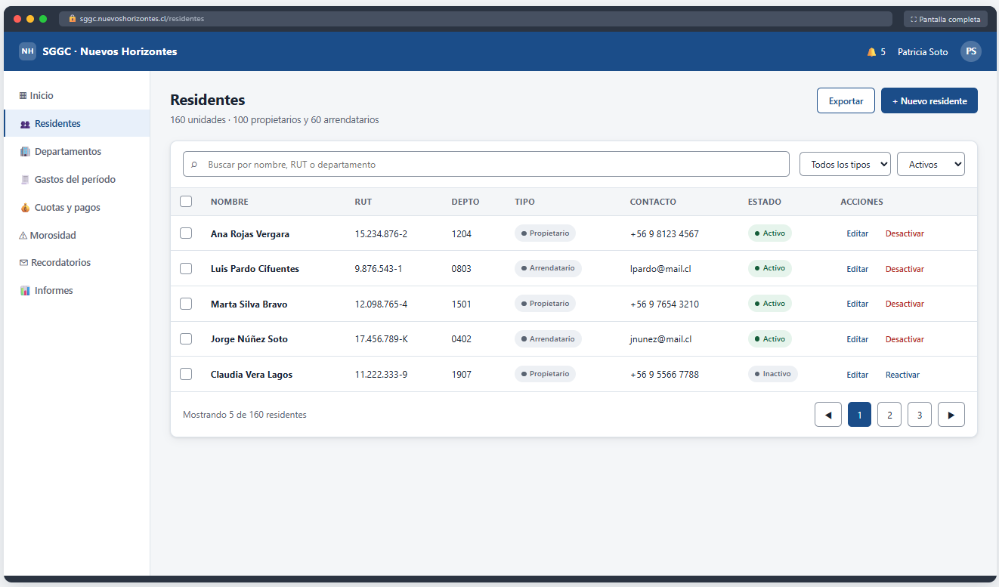 sggc.nuevoshorizontes.cl/residentes
Pantalla completa
NH SGGC · Nuevos Horizontes
5 Patricia Soto PS
Inicio
Residentes
Departamentos
Gastos del período
Cuotas y pagos
Morosidad
Recordatorios
Informes
Residentes
160 unidades · 100 propietarios y 60 arrendatarios
Exportar
+ Nuevo residente
Buscar por nombre, RUT o departamento
Todos los tipos
Activos
NOMBRE RUT DEPTO TIPO CONTACTO ESTADO ACCIONES
Ana Rojas Vergara 15.234.876-2 1204 Propietario +56 9 8123 4567 Activo Editar Desactivar
Luis Pardo Cifuentes 9.876.543-1 0803 Arrendatario lpardo@mail.cl Activo Editar Desactivar
Marta Silva Bravo 12.098.765-4 1501 Propietario +56 9 7654 3210 Activo Editar Desactivar
Jorge Núñez Soto 17.456.789-K 0402 Arrendatario jnunez@mail.cl Activo Editar Desactivar
Claudia Vera Lagos 11.222.333-9 1907 Propietario +56 9 5566 7788 Inactivo Editar Reactivar
Mostrando 5 de 160 residentes
◀ 1 2 3 ▶